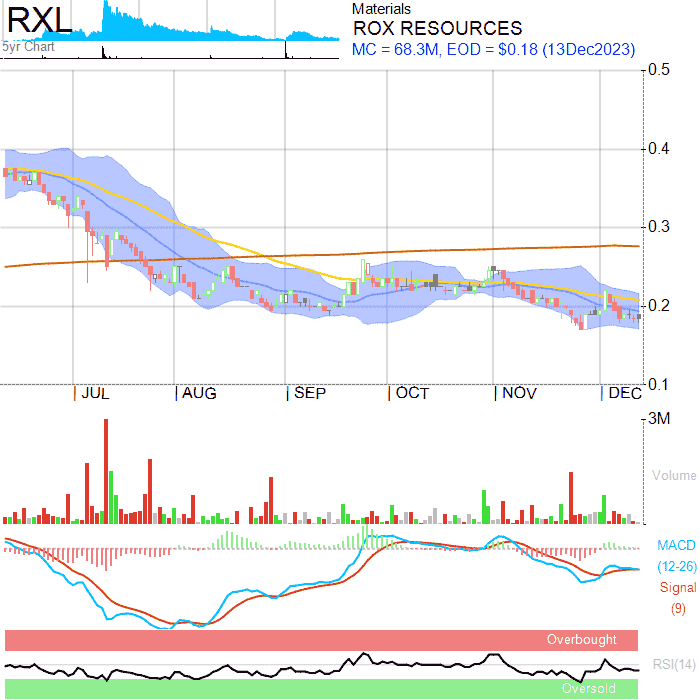 RXL
5yr Chart
Materials
ROX RESOURCES
MC = 68.3M, EOD = $0.18 (13Dec2023)
0.5
0.4
0.3
0.2
0.1
JUL AUG SEP OCT NOV DEC
3M
Volume
MACD
(12-26)
Signal
(9)
Overbought
RSI(14)
Oversold